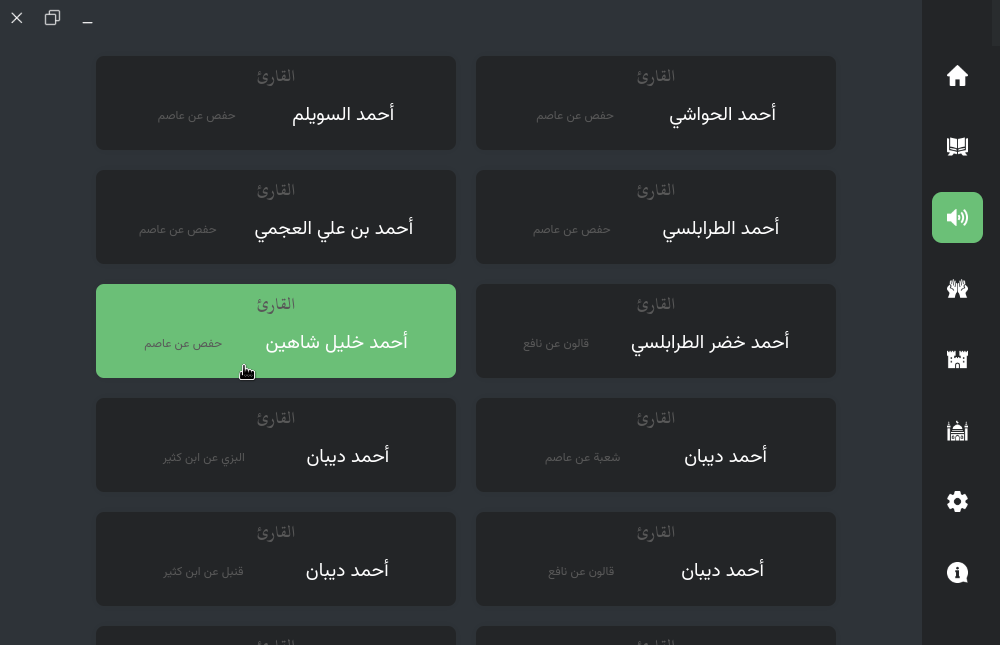 القارئ
أحمد الحواشي حفص عن عاصم
القارئ
أحمد السويلم حفص عن عاصم
القارئ
أحمد الطرابلسي حفص عن عاصم
القارئ
أحمد بن علي العجمي حفص عن عاصم
القارئ
أحمد خضر الطرابلسي قالون عن نافع
القارئ
أحمد خليل شاهين حفص عن عاصم
القارئ
أحمد ديبان شعبة عن عاصم
القارئ
أحمد ديبان البزي عن ابن كثير
القارئ
أحمد ديبان قالون عن نافع
القارئ
أحمد ديبان قنبل عن ابن كثير
القارئ
القارئ